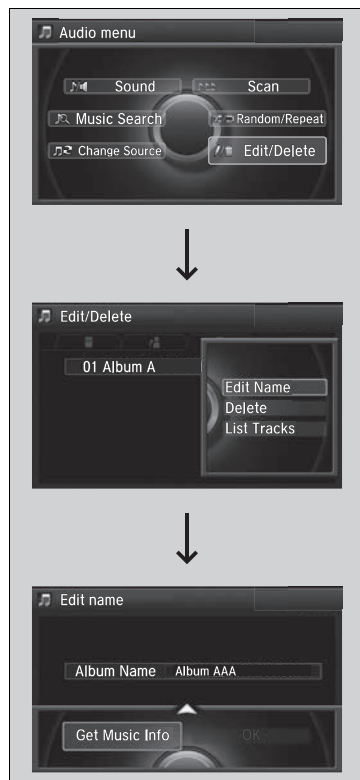 Audio menu
Sound Scan
Music Search Random/Repeat
Change Source Edit/Delete
Edit/Delete
01 Album A
Edit Name
Delete
List Tracks
Edit name
Album Name Album AAA
Get Music Info OK